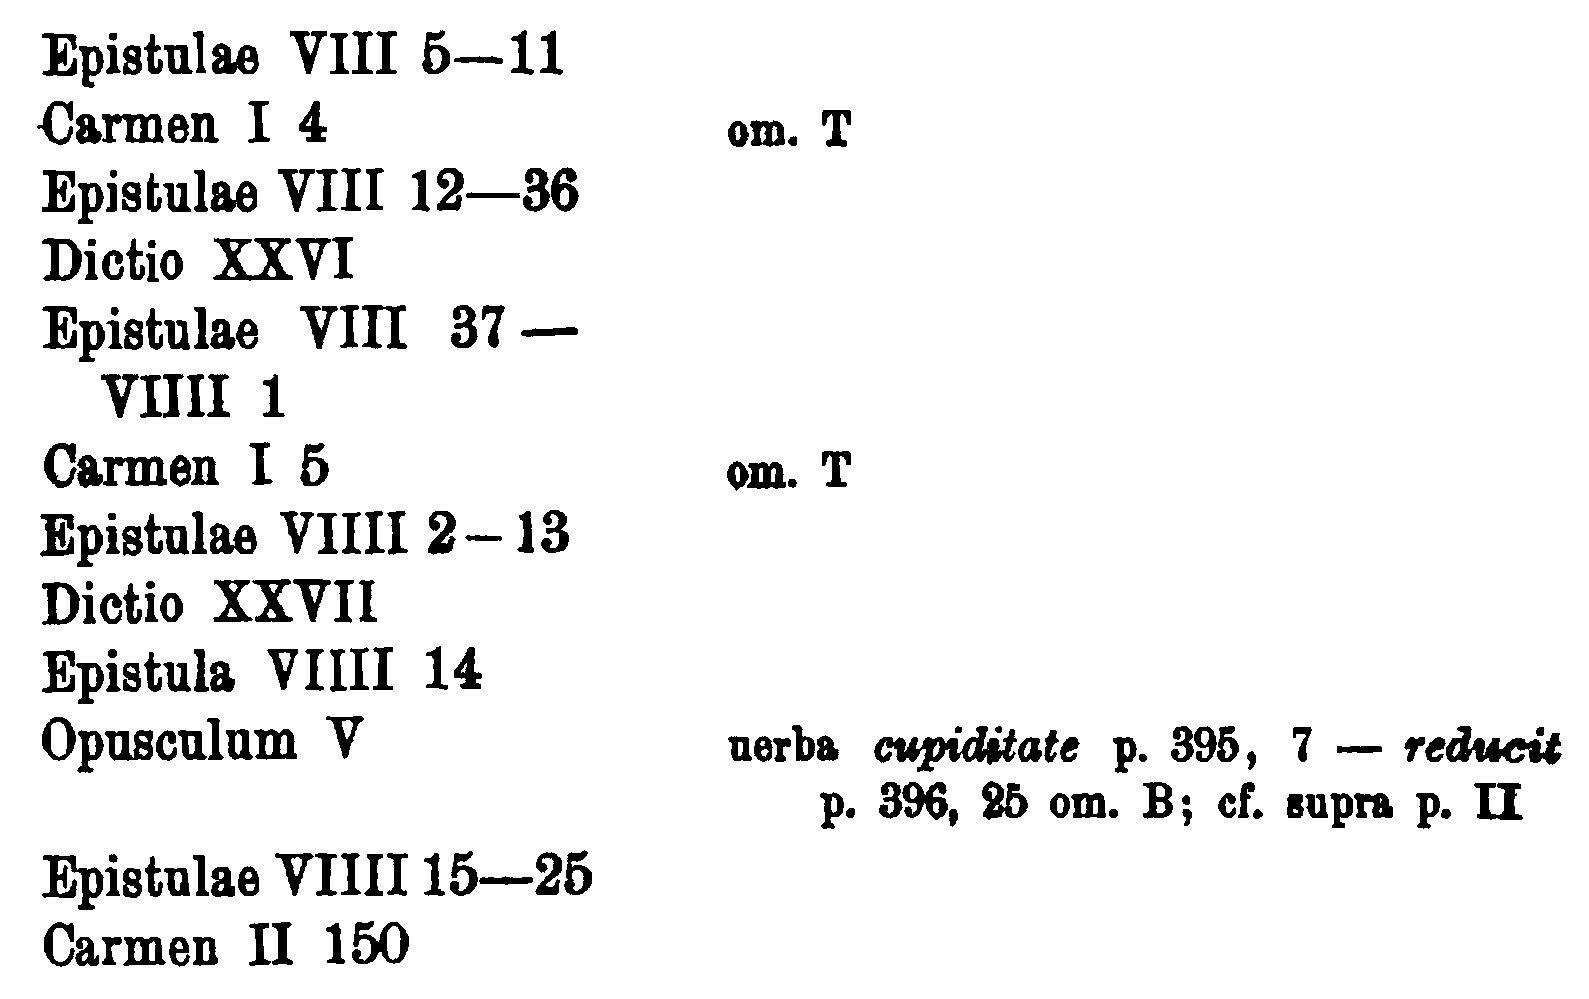 Epistulae VIII 5—11
Carmen I 4 om. T
Epistulae VIII 12—36
Dictio XXVI
Epistulae VIII 37 —
VIIII 1
Carmen I 5 om. T
Epistulae VIIII 2–13
Dictio XXVII
Epistula VIIII 14
Opusculum V uerba cupiditate p. 395, 7 — reducit
p. 396, 25 om. B; cf. supra p. II
Epistulae VIIII 15—25
Carmen II 150